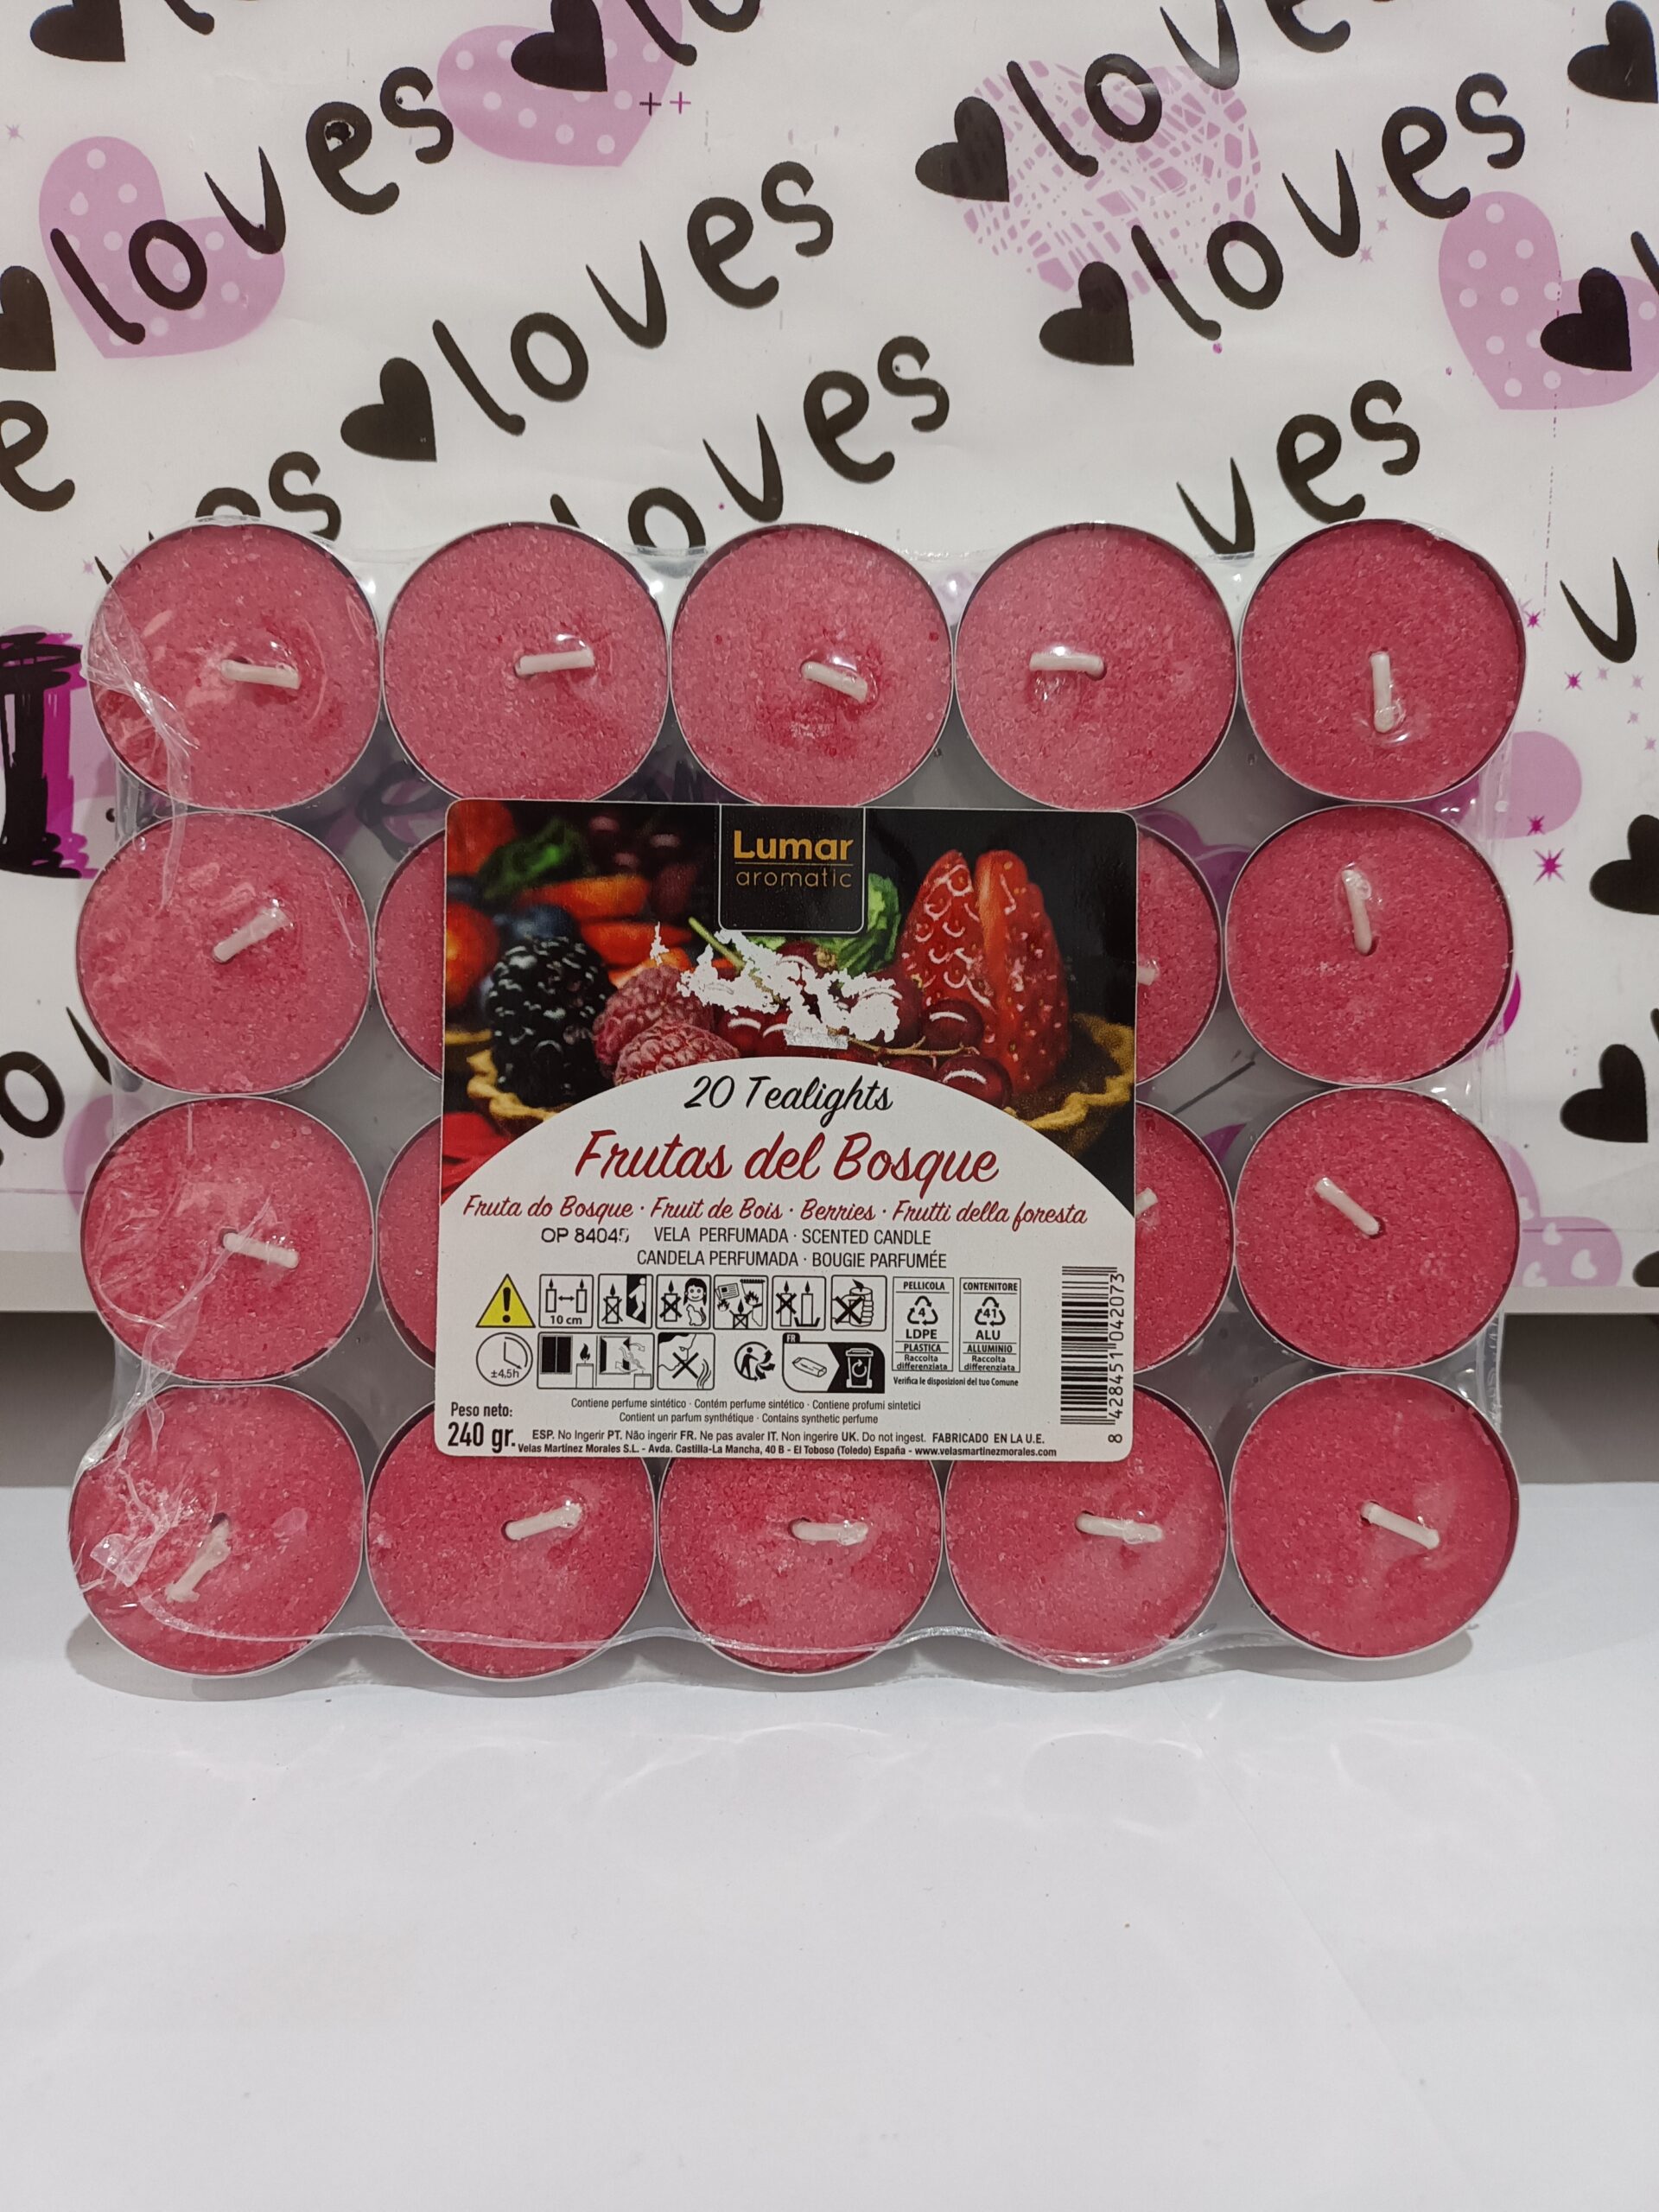 loves
loves
loves
loves
loves
ves
Lumar
aromatic
20 Tealights
Frutas del Bosque
Fruta do Bosque · Fruit de Bois · Berries · Frutti della foresta
OP 84045 VELA PERFUMADA · SCENTED CANDLE
CANDELA PERFUMADA · BOUGIE PARFUMÉE
10 cm
PELLICOLA
4
LDPE
PLASTICA
Raccolta
differenziata
CONTENITORE
41
ALU
ALLUMINIO
Raccolta
differenziata
Verifica le disposizioni del tuo Comune
±4,5h
FR
8 428451 042073
Contiene perfume sintético · Contém perfume sintético · Contiene profumi sintetici
Contient un parfum synthétique · Contains synthetic perfume
Peso neto:
240 gr.
ESP. No Ingerir PT. Não ingerir FR. Ne pas avaler IT. Non ingerire UK. Do not ingest. FABRICADO EN LA U.E.
Velas Martínez Morales S.L. - Avda. Castilla-La Mancha, 40 B - El Toboso (Toledo) España - www.velasmartinezmorales.com